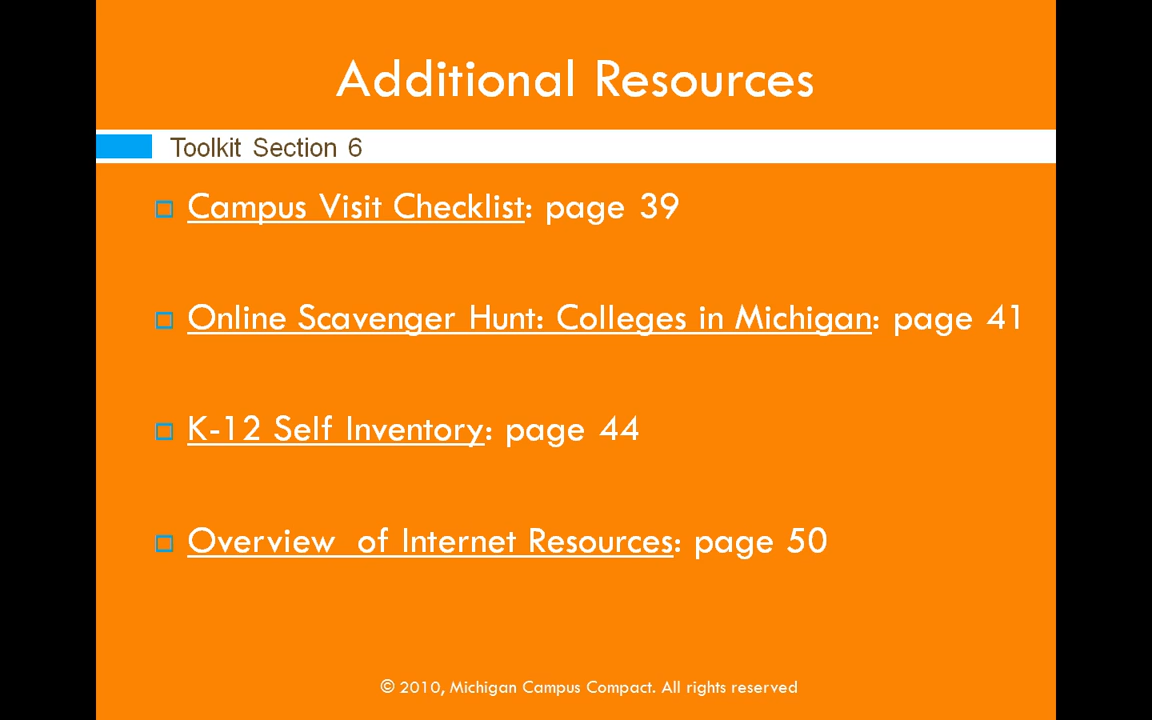 Additional Resources
Toolkit Section 6
Campus Visit Checklist: page 39
Online Scavenger Hunt: Colleges in Michigan: page 41
K-12 Self Inventory: page 44
Overview  of Internet Resources: page 50
© 2010, Michigan Campus Compact. All rights reserved